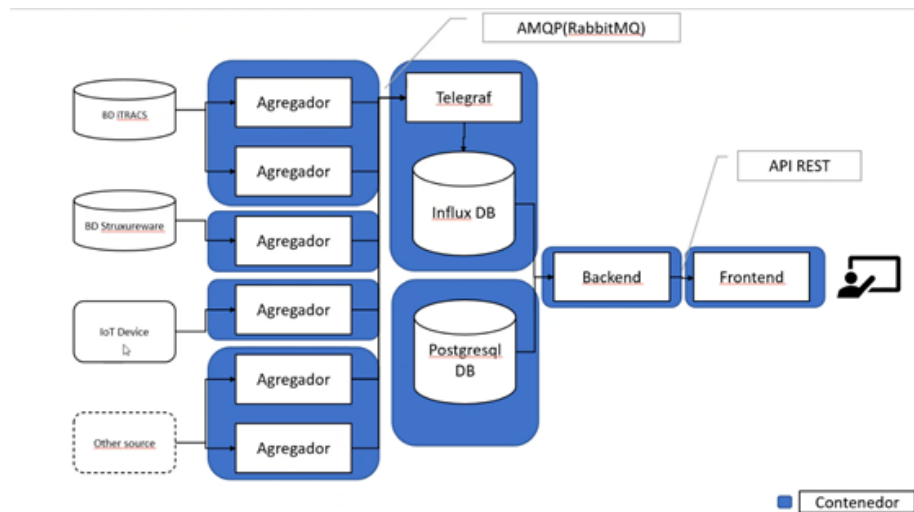 AMQP(RabbitMQ)
BD iTRACS
Agregador
Agregador
Telegraf
API REST
BD Struxureware
Agregador
Influx DB
IoT Device
Agregador
Backend
Frontend
Other source
Agregador
Agregador
Postgresql
DB
Contenedor